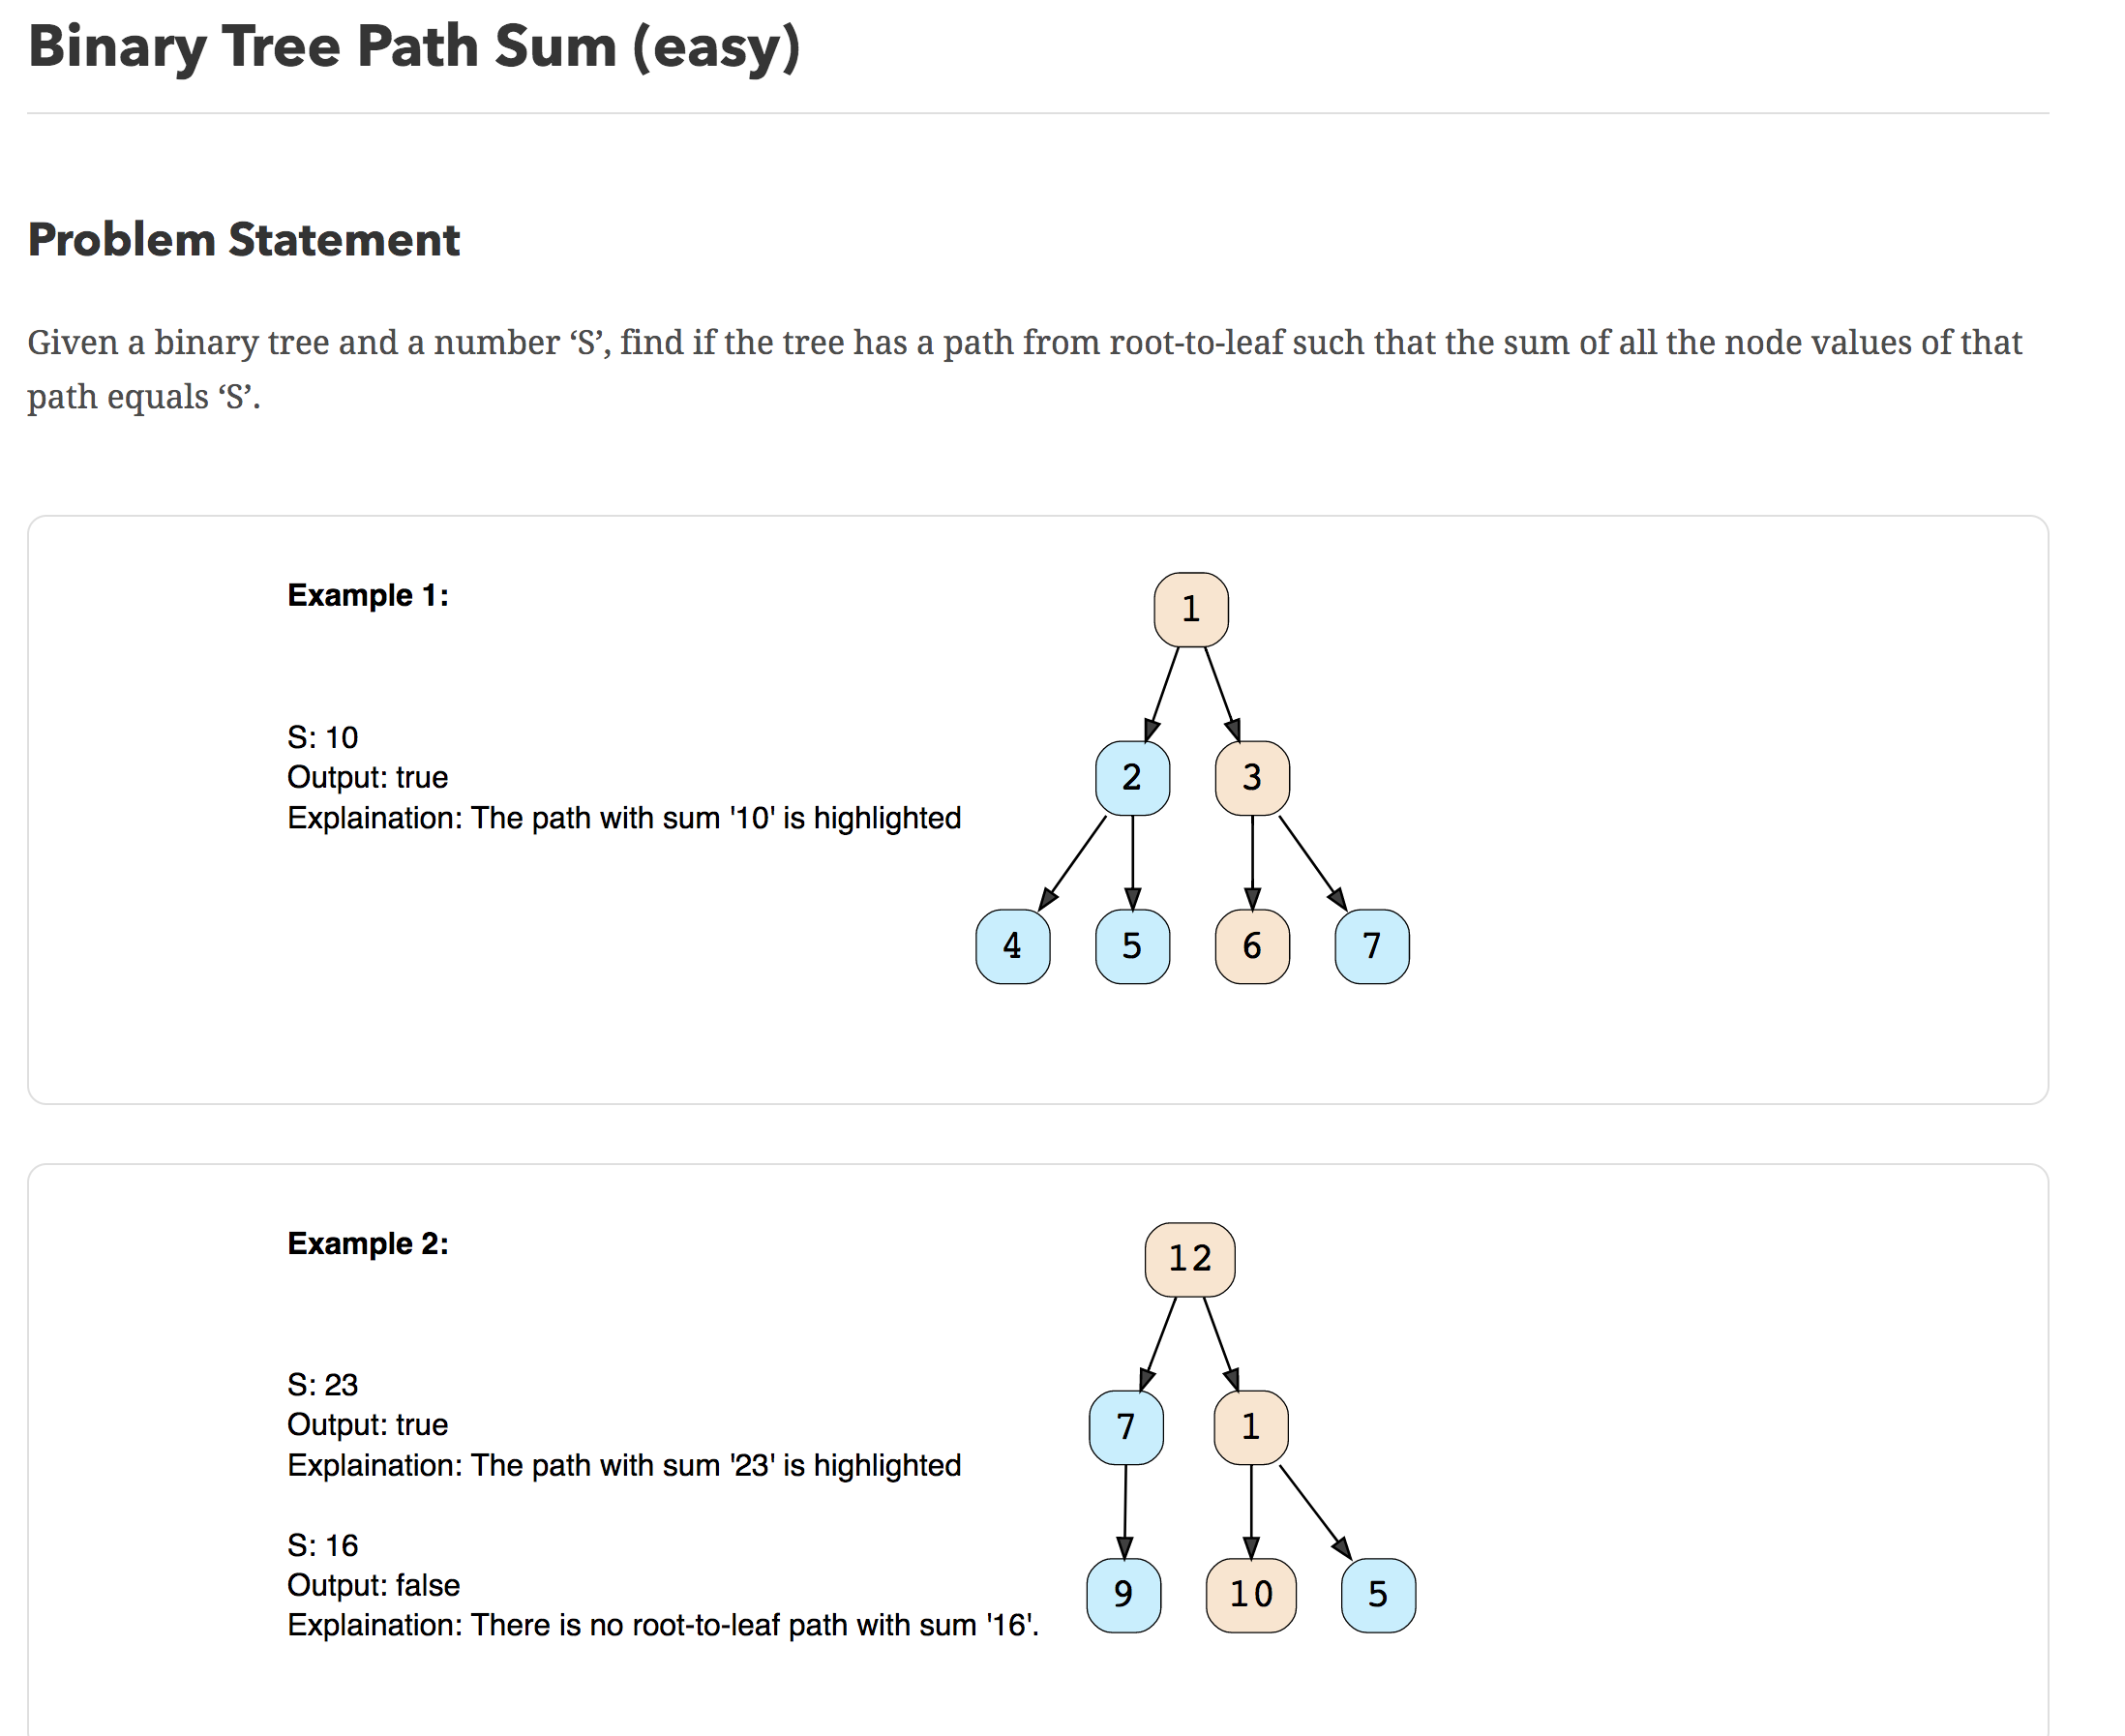 Binary Tree Path Sum (easy)
Problem Statement
Given a binary tree and a number ‘S’, find if the tree has a path from root-to-leaf such that the sum of all the node values of that
path equals ‘S’.
Example 1:
S: 10
Output: true
Explaination: The path with sum '10' is highlighted
1
2 3
4 5 6 7
Example 2:
S: 23
Output: true
Explaination: The path with sum '23' is highlighted
S: 16
Output: false
Explaination: There is no root-to-leaf path with sum '16'.
12
7 1
9 10 5